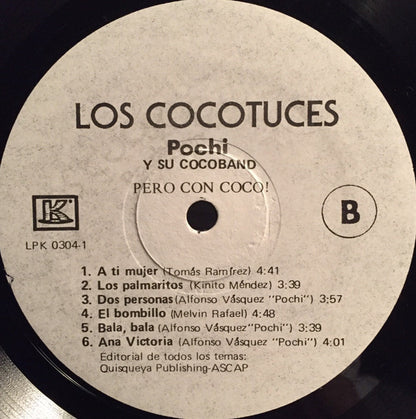 LOS COCOTUCES
Pochi
Y SU COCOBAND
PERO CON COCO!
K
B
LPK 0304-1
1. A ti mujer (Tomás Ramírez) 4:41
2. Los palmaritos (Kinito Méndez) 3:39
3. Dos personas (Alfonso Vásquez "Pochi") 3;57
4. El bombillo (Melvin Rafael) 4:48
5. Bala, bala (Alfonso Vásquez "Pochi") 3:39
6. Ana Victoria (Alfonso Vásquez "Pochi") 4:01
Editorial de todos los temas:
Quisqueya Publishing-ASCAP